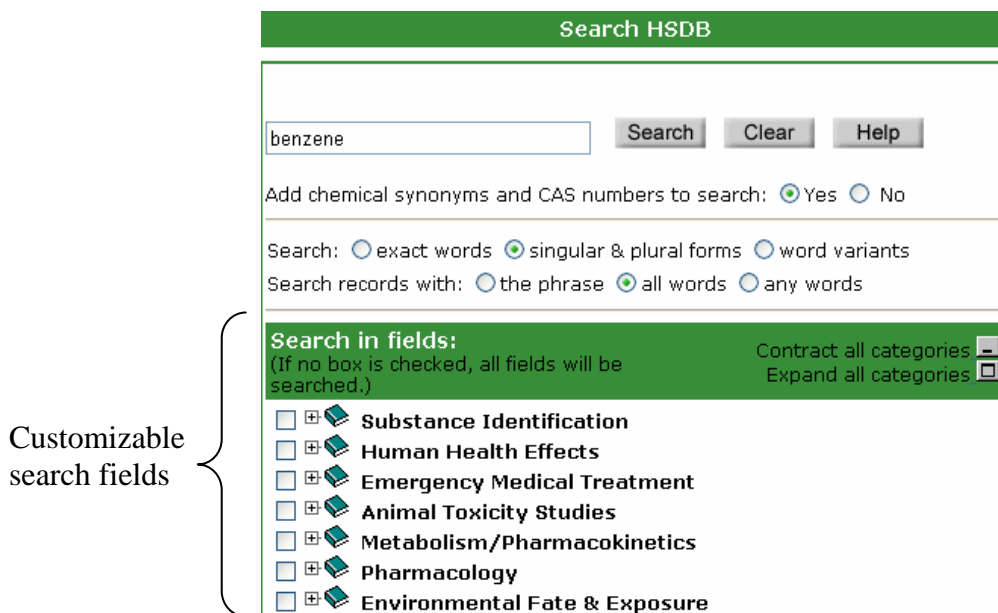 Search HSDB
benzene
Search Clear Help
Add chemical synonyms and CAS numbers to search: Yes No
Search: exact words singular & plural forms word variants
Search records with: the phrase all words any words
Search in fields:
(If no box is checked, all fields will be
searched.)
Contract all categories
Expand all categories
Customizable
search fields
Substance Identification
Human Health Effects
Emergency Medical Treatment
Animal Toxicity Studies
Metabolism/Pharmacokinetics
Pharmacology
Environmental Fate & Exposure